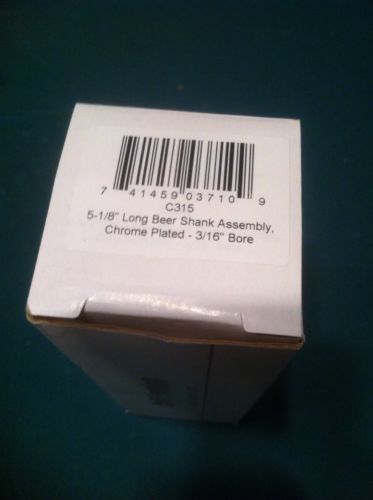 7 41459 03710 9
C315
5-1/8" Long Beer Shank Assembly,
Chrome Plated - 3/16" Bore